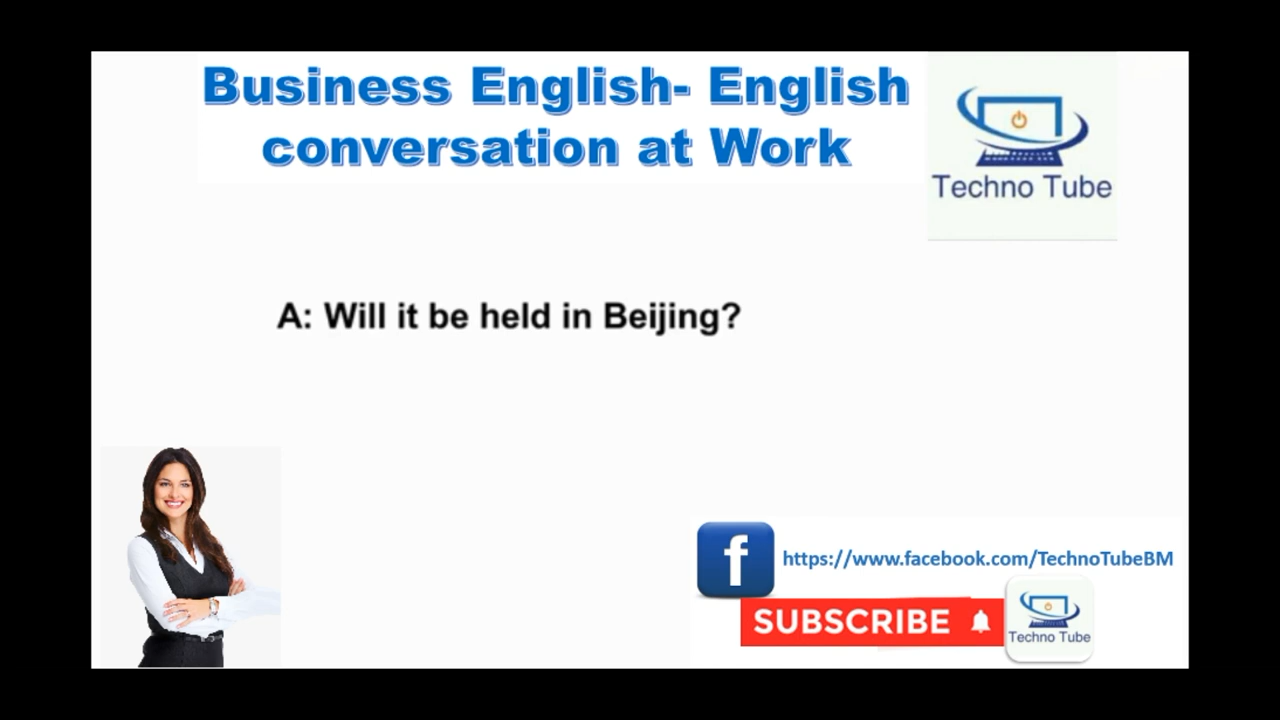 Business English- English
conversation at Work
Techno Tube
A: Will it be held in Beijing?
f
https://www.facebook.com/TechnoTubeBM
SUBSCRIBE
Techno Tube